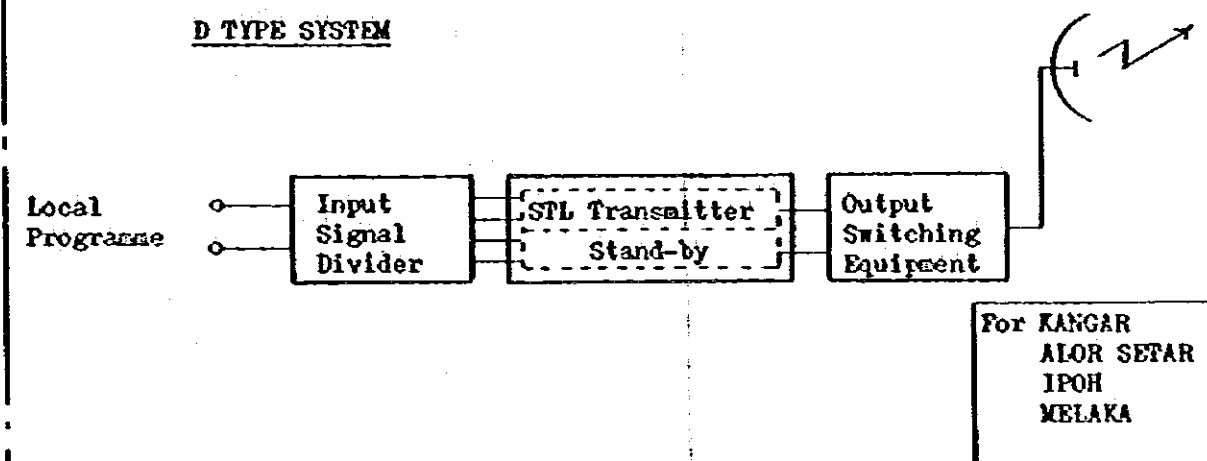 D TYPE SYSTEM
Local
Programme
Input
Signal
Divider
STL Transmitter
Stand-by
Output
Switching
Equipment
For KANGAR
ALOR SETAR
IPOH
MELAKA